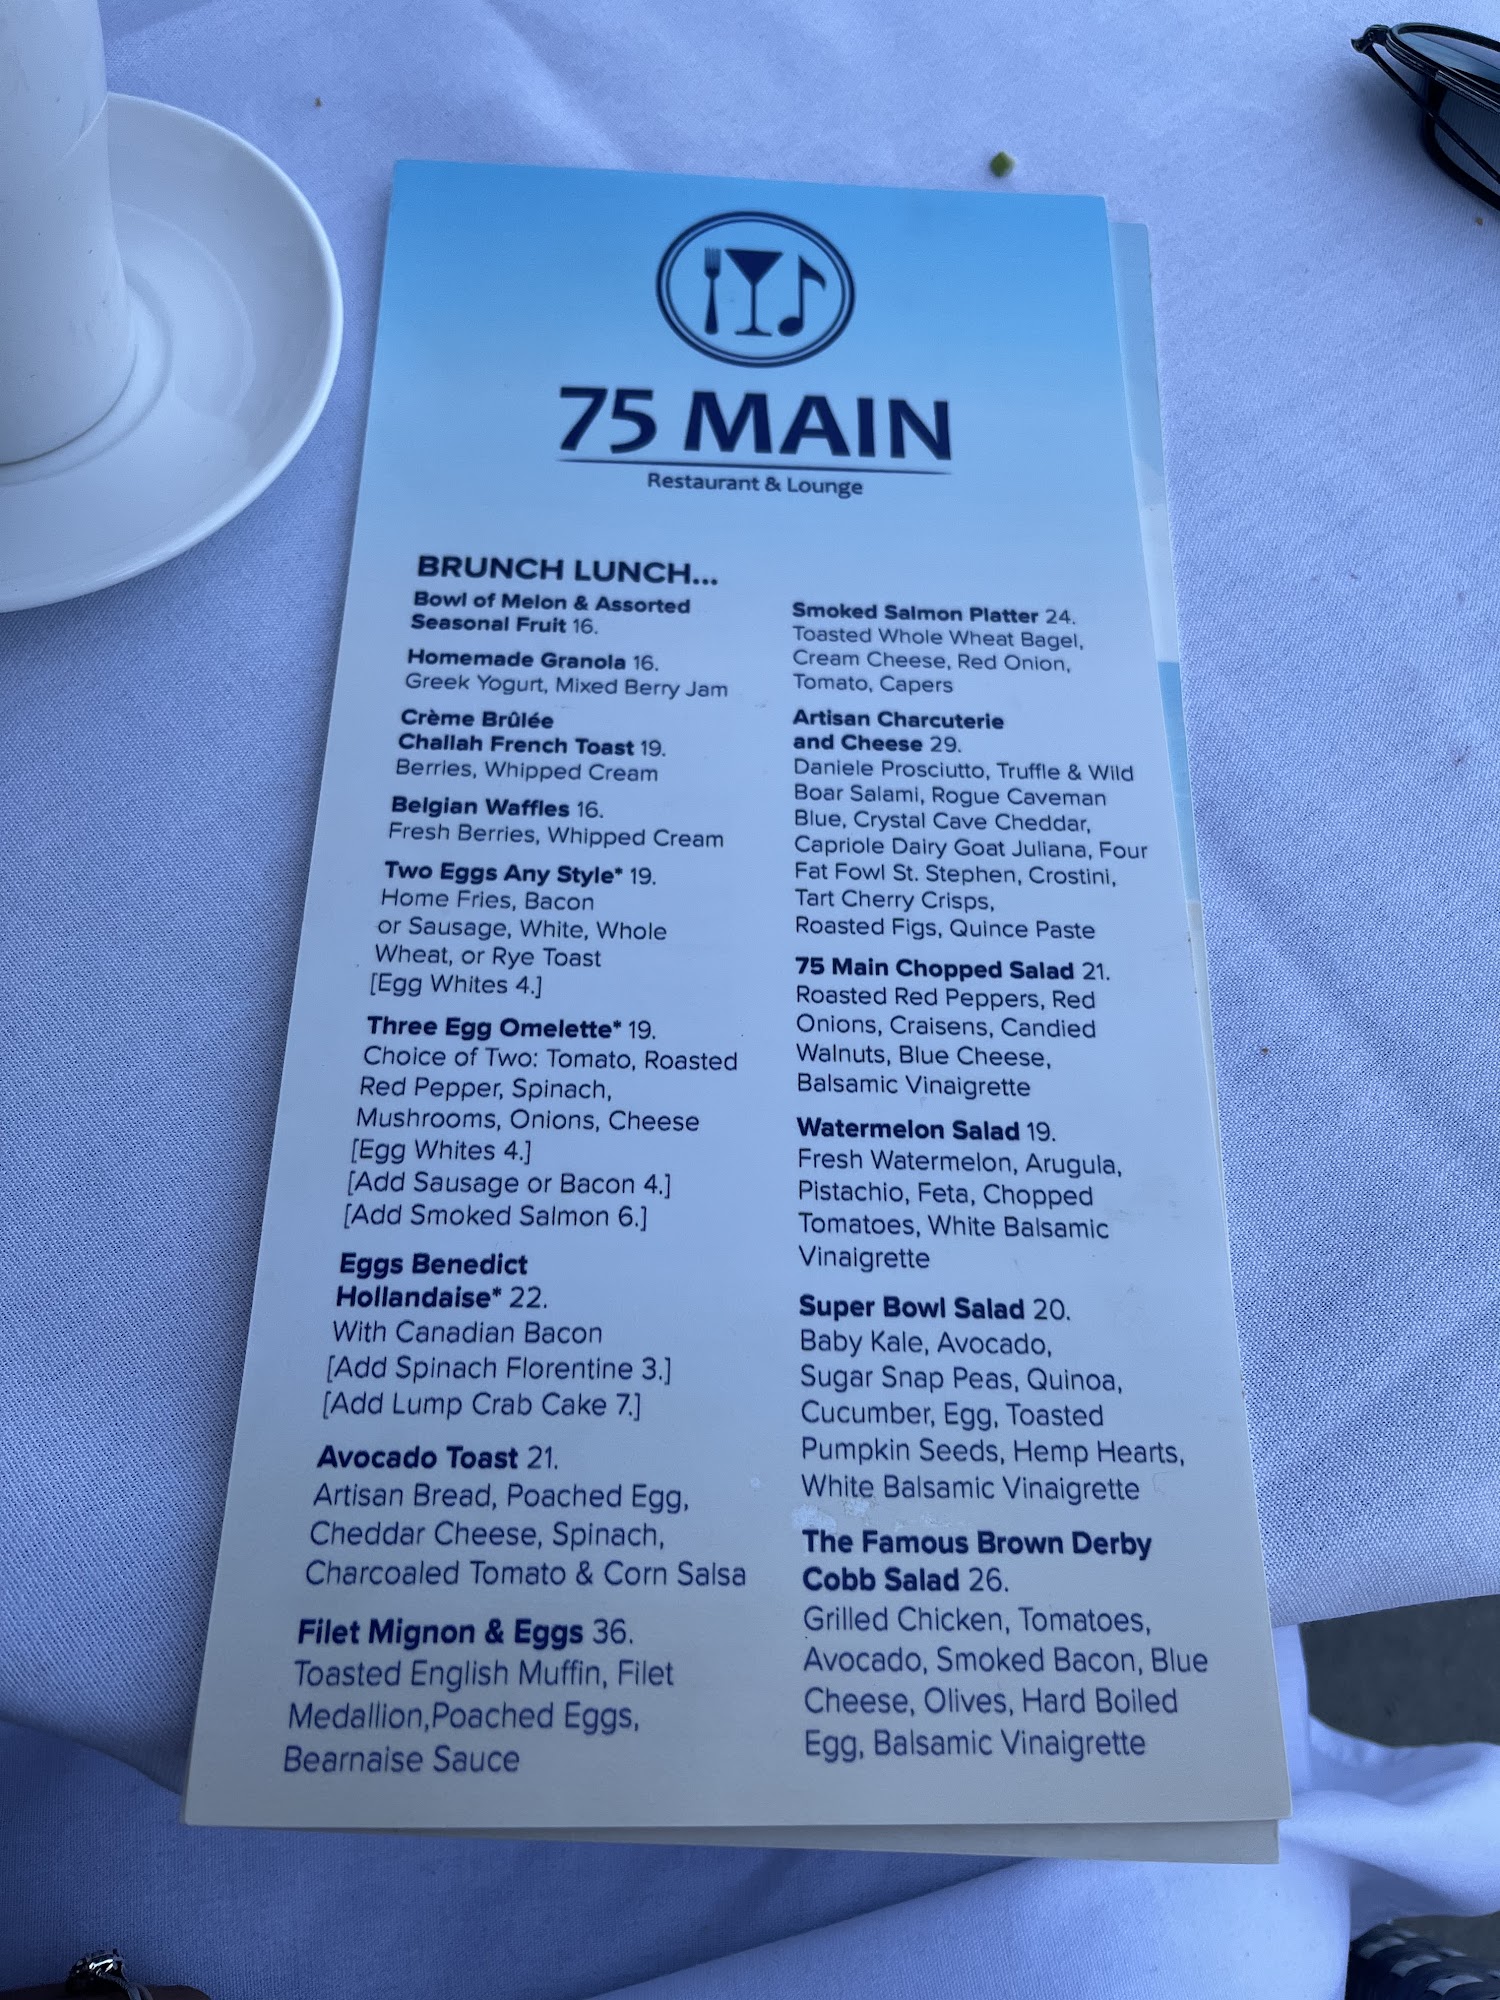 75 MAIN
Restaurant & Lounge
BRUNCH LUNCH...
Bowl of Melon & Assorted
Seasonal Fruit 16.
Homemade Granola 16.
Greek Yogurt, Mixed Berry Jam
Crème Brûlée
Challah French Toast 19.
Berries, Whipped Cream
Belgian Waffles 16.
Fresh Berries, Whipped Cream
Two Eggs Any Style* 19.
Home Fries, Bacon
or Sausage, White, Whole
Wheat, or Rye Toast
[Egg Whites 4.]
Three Egg Omelette* 19.
Choice of Two: Tomato, Roasted
Red Pepper, Spinach,
Mushrooms, Onions, Cheese
[Egg Whites 4.]
[Add Sausage or Bacon 4.]
[Add Smoked Salmon 6.]
Eggs Benedict
Hollandaise* 22.
With Canadian Bacon
[Add Spinach Florentine 3.]
[Add Lump Crab Cake 7.]
Avocado Toast 21.
Artisan Bread, Poached Egg,
Cheddar Cheese, Spinach,
Charcoaled Tomato & Corn Salsa
Filet Mignon & Eggs 36.
Toasted English Muffin, Filet
Medallion,Poached Eggs,
Bearnaise Sauce
Smoked Salmon Platter 24.
Toasted Whole Wheat Bagel,
Cream Cheese, Red Onion,
Tomato, Capers
Artisan Charcuterie
and Cheese 29.
Daniele Prosciutto, Truffle & Wild
Boar Salami, Rogue Caveman
Blue, Crystal Cave Cheddar,
Capriole Dairy Goat Juliana, Four
Fat Fowl St. Stephen, Crostini,
Tart Cherry Crisps,
Roasted Figs, Quince Paste
75 Main Chopped Salad 21.
Roasted Red Peppers, Red
Onions, Craisens, Candied
Walnuts, Blue Cheese,
Balsamic Vinaigrette
Watermelon Salad 19.
Fresh Watermelon, Arugula,
Pistachio, Feta, Chopped
Tomatoes, White Balsamic
Vinaigrette
Super Bowl Salad 20.
Baby Kale, Avocado,
Sugar Snap Peas, Quinoa,
Cucumber, Egg, Toasted
Pumpkin Seeds, Hemp Hearts,
White Balsamic Vinaigrette
The Famous Brown Derby
Cobb Salad 26.
Grilled Chicken, Tomatoes,
Avocado, Smoked Bacon, Blue
Cheese, Olives, Hard Boiled
Egg, Balsamic Vinaigrette